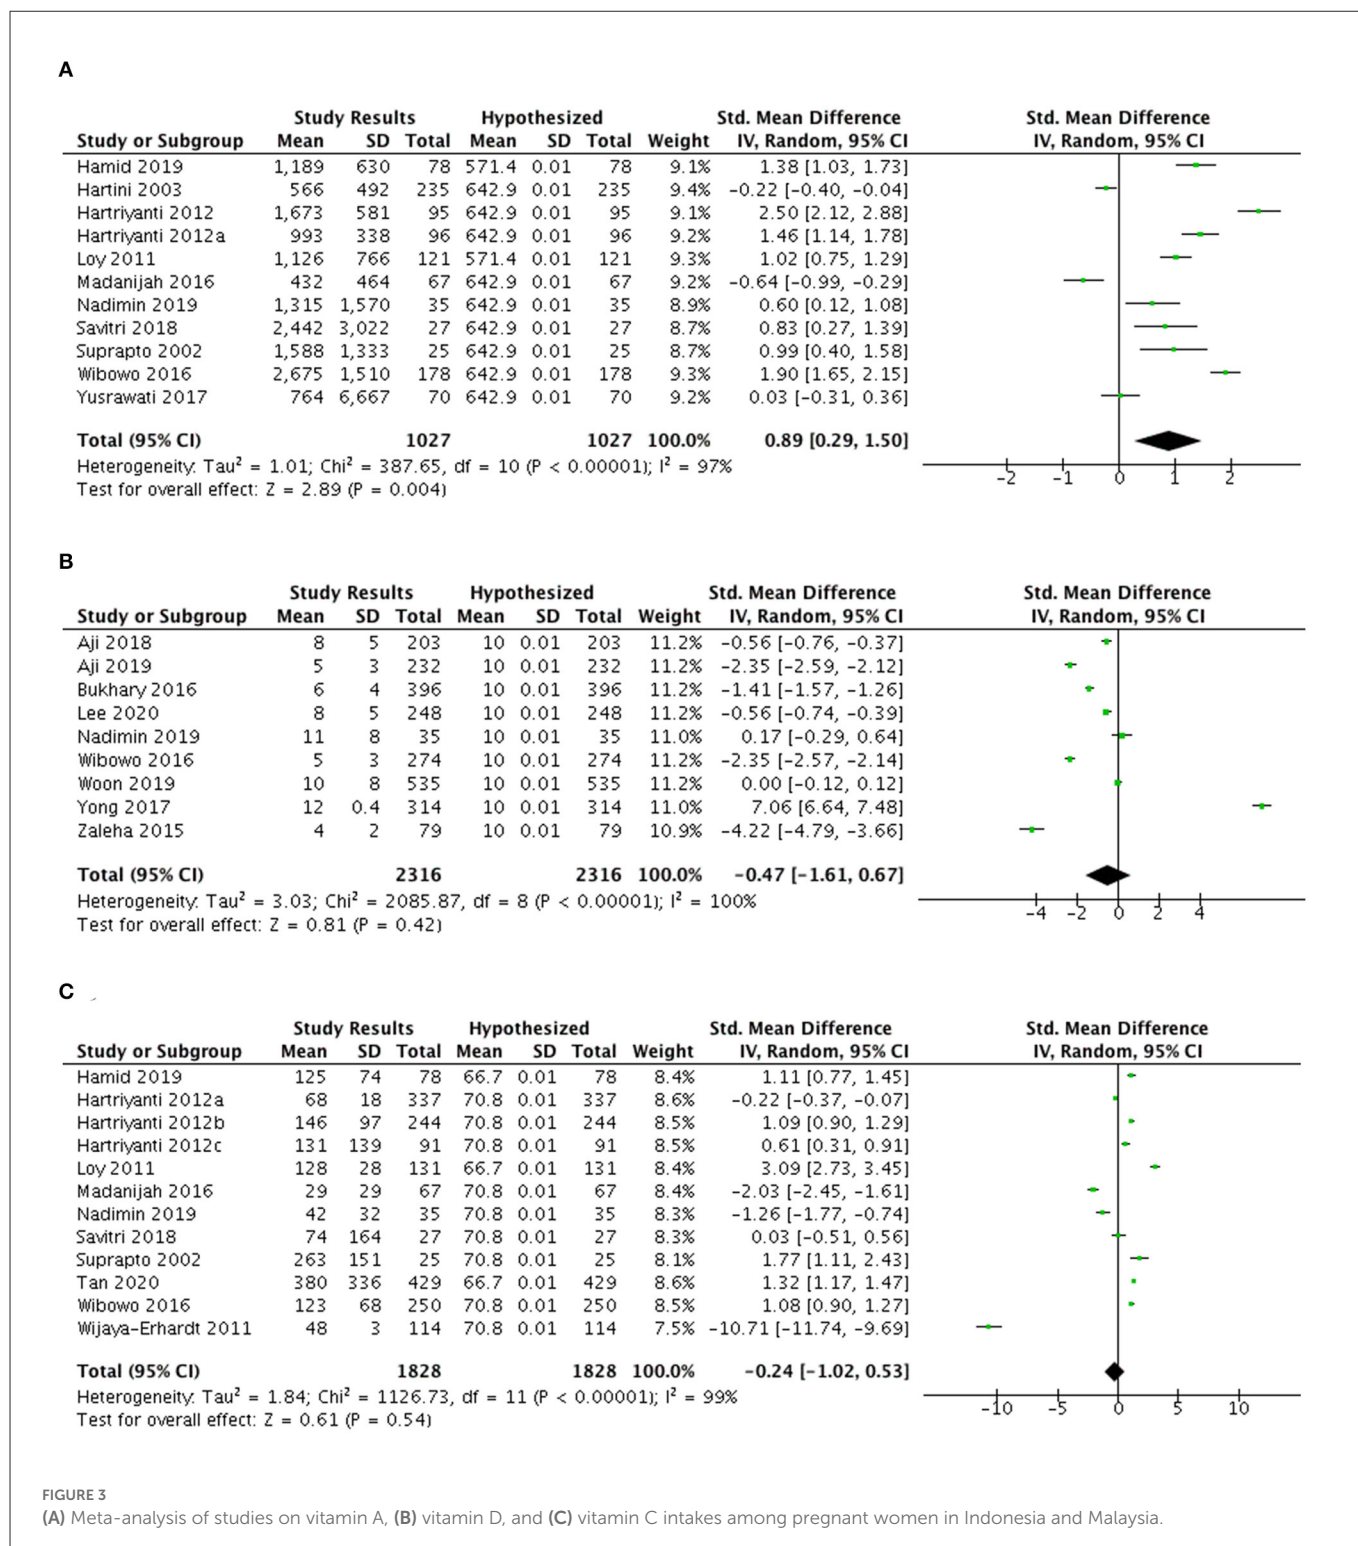 A
Study Results Hypothesized Std. Mean Difference Std. Mean Difference
Study or Subgroup Mean SD Total Mean SD Total Weight IV, Random, 95% CI IV, Random, 95% CI
Hamid 2019 1,189 630 78 571.4 0.01 78 9.1% 1.38 [1.03, 1.73]
Hartini 2003 566 492 235 642.9 0.01 235 9.4% −0.22 [−0.40, −0.04]
Hartriyanti 2012 1,673 581 95 642.9 0.01 95 9.1% 2.50 [2.12, 2.88]
Hartriyanti 2012a 993 338 96 642.9 0.01 96 9.2% 1.46 [1.14, 1.78]
Loy 2011 1,126 766 121 571.4 0.01 121 9.3% 1.02 [0.75, 1.29]
Madanijah 2016 432 464 67 642.9 0.01 67 9.2% −0.64 [−0.99, −0.29]
Nadimin 2019 1,315 1,570 35 642.9 0.01 35 8.9% 0.60 [0.12, 1.08]
Savitri 2018 2,442 3,022 27 642.9 0.01 27 8.7% 0.83 [0.27, 1.39]
Suprapto 2002 1,588 1,333 25 642.9 0.01 25 8.7% 0.99 [0.40, 1.58]
Wibowo 2016 2,675 1,510 178 642.9 0.01 178 9.3% 1.90 [1.65, 2.15]
Yusrawati 2017 764 6,667 70 642.9 0.01 70 9.2% 0.03 [−0.31, 0.36]
Total (95% CI) 1027 1027 100.0% 0.89 [0.29, 1.50]
Heterogeneity: Tau² = 1.01; Chi² = 387.65, df = 10 (P < 0.00001); I² = 97%
Test for overall effect: Z = 2.89 (P = 0.004)
−2 −1 0 1 2
B
Study Results Hypothesized Std. Mean Difference Std. Mean Difference
Study or Subgroup Mean SD Total Mean SD Total Weight IV, Random, 95% CI IV, Random, 95% CI
Aji 2018 8 5 203 10 0.01 203 11.2% −0.56 [−0.76, −0.37]
Aji 2019 5 3 232 10 0.01 232 11.2% −2.35 [−2.59, −2.12]
Bukhary 2016 6 4 396 10 0.01 396 11.2% −1.41 [−1.57, −1.26]
Lee 2020 8 5 248 10 0.01 248 11.2% −0.56 [−0.74, −0.39]
Nadimin 2019 11 8 35 10 0.01 35 11.0% 0.17 [−0.29, 0.64]
Wibowo 2016 5 3 274 10 0.01 274 11.2% −2.35 [−2.57, −2.14]
Woon 2019 10 8 535 10 0.01 535 11.2% 0.00 [−0.12, 0.12]
Yong 2017 12 0.4 314 10 0.01 314 11.0% 7.06 [6.64, 7.48]
Zaleha 2015 4 2 79 10 0.01 79 10.9% −4.22 [−4.79, −3.66]
Total (95% CI) 2316 2316 100.0% −0.47 [−1.61, 0.67]
Heterogeneity: Tau² = 3.03; Chi² = 2085.87, df = 8 (P < 0.00001); I² = 100%
Test for overall effect: Z = 0.81 (P = 0.42)
−4 −2 0 2 4
C
Study Results Hypothesized Std. Mean Difference Std. Mean Difference
Study or Subgroup Mean SD Total Mean SD Total Weight IV, Random, 95% CI IV, Random, 95% CI
Hamid 2019 125 74 78 66.7 0.01 78 8.4% 1.11 [0.77, 1.45]
Hartriyanti 2012a 68 18 337 70.8 0.01 337 8.6% −0.22 [−0.37, −0.07]
Hartriyanti 2012b 146 97 244 70.8 0.01 244 8.5% 1.09 [0.90, 1.29]
Hartriyanti 2012c 131 139 91 70.8 0.01 91 8.5% 0.61 [0.31, 0.91]
Loy 2011 128 28 131 66.7 0.01 131 8.4% 3.09 [2.73, 3.45]
Madanijah 2016 29 29 67 70.8 0.01 67 8.4% −2.03 [−2.45, −1.61]
Nadimin 2019 42 32 35 70.8 0.01 35 8.3% −1.26 [−1.77, −0.74]
Savitri 2018 74 164 27 70.8 0.01 27 8.3% 0.03 [−0.51, 0.56]
Suprapto 2002 263 151 25 70.8 0.01 25 8.1% 1.77 [1.11, 2.43]
Tan 2020 380 336 429 66.7 0.01 429 8.6% 1.32 [1.17, 1.47]
Wibowo 2016 123 68 250 70.8 0.01 250 8.5% 1.08 [0.90, 1.27]
Wijaya−Erhardt 2011 48 3 114 70.8 0.01 114 7.5% −10.71 [−11.74, −9.69]
Total (95% CI) 1828 1828 100.0% −0.24 [−1.02, 0.53]
Heterogeneity: Tau² = 1.84; Chi² = 1126.73, df = 11 (P < 0.00001); I² = 99%
Test for overall effect: Z = 0.61 (P = 0.54)
−10 −5 0 5 10
FIGURE 3
(A) Meta-analysis of studies on vitamin A, (B) vitamin D, and (C) vitamin C intakes among pregnant women in Indonesia and Malaysia.